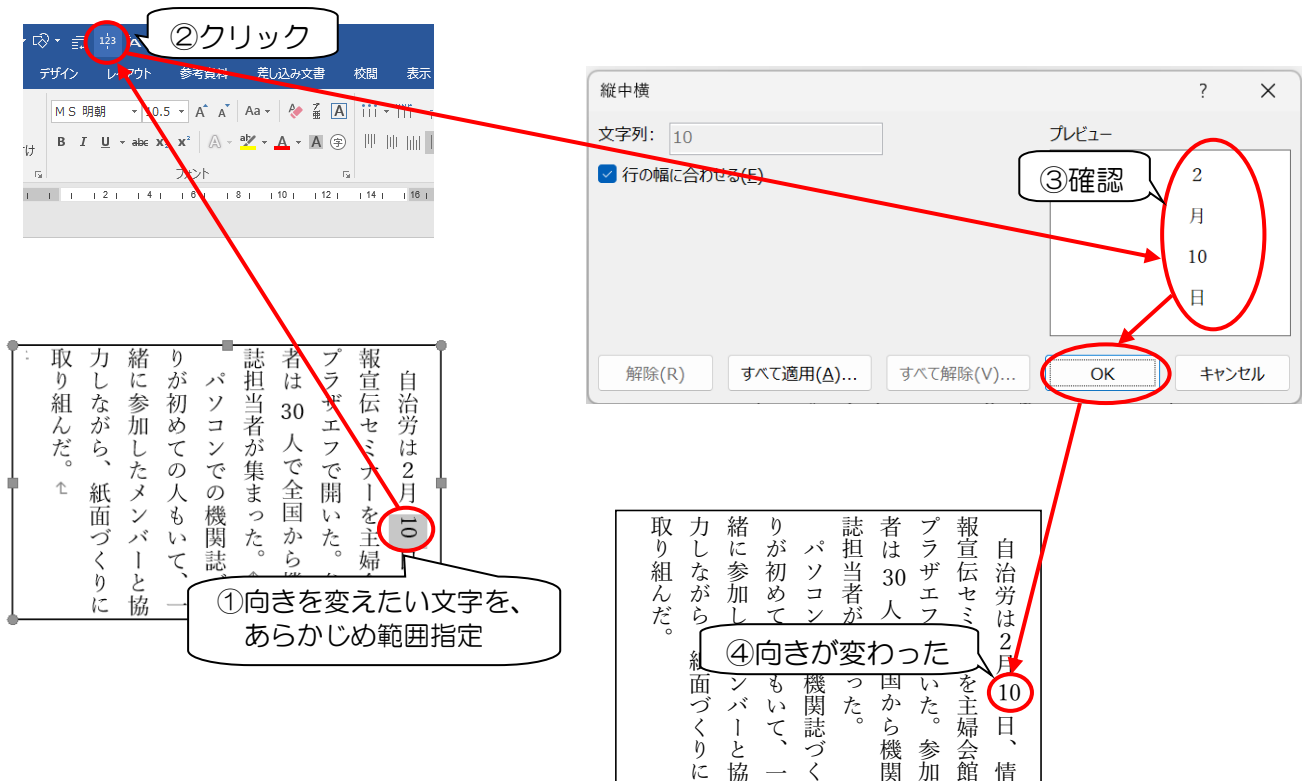 ②クリック
123
デザイン レイアウト 参考資料 差し込み文書 校閲 表示
MS 明朝 10.5 A A Aa
B I U abc x x² A aby A A 字
フォント
2 4 6 8 10 12 14 16
縦中横 ? ×
文字列: 10
☑ 行の幅に合わせる(E)
プレビュー
③確認
2
月
10
日
解除(R) すべて適用(A)... すべて解除(V)... OK キャンセル
自治労は2月10
報宣伝セミナーを主婦
プラザエフで開いた。
者は30人で全国から
誌担当者が集まった。
パソコンでの機関誌
りが初めての人もいて、一
緒に参加したメンバーと協
力しながら、紙面づくりに
取り組んだ。
①向きを変えたい文字を、
あらかじめ範囲指定
自治労は2月10日、情
報宣伝セミ を主婦会館
プラザエフ いた。参加
者は30人 国から機関
誌担当者が った。
パソコン 機関誌づく
りが初めて もいて、一
緒に参加し ンバーと協
力しながら 紙面づくりに
取り組んだ。
④向きが変わった